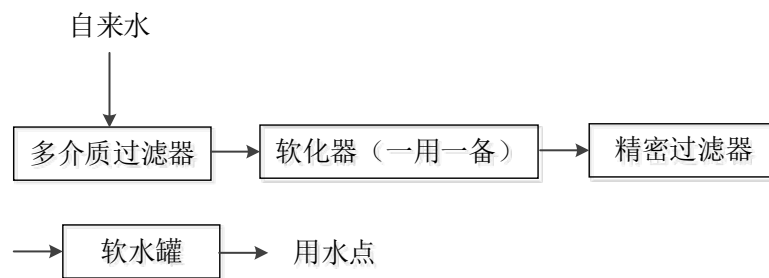 自来水
多介质过滤器
软化器（一用一备）
精密过滤器
软水罐
用水点